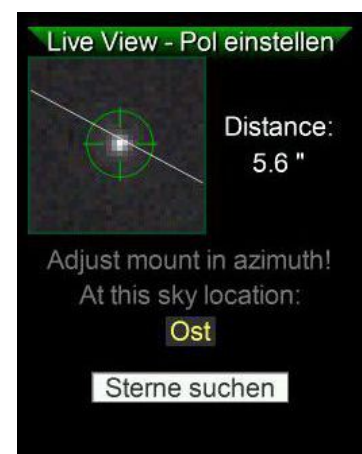 Live View - Pol einstellen
Distance:
5.6 "
Adjust mount in azimuth!
At this sky location:
Ost
Sterne suchen